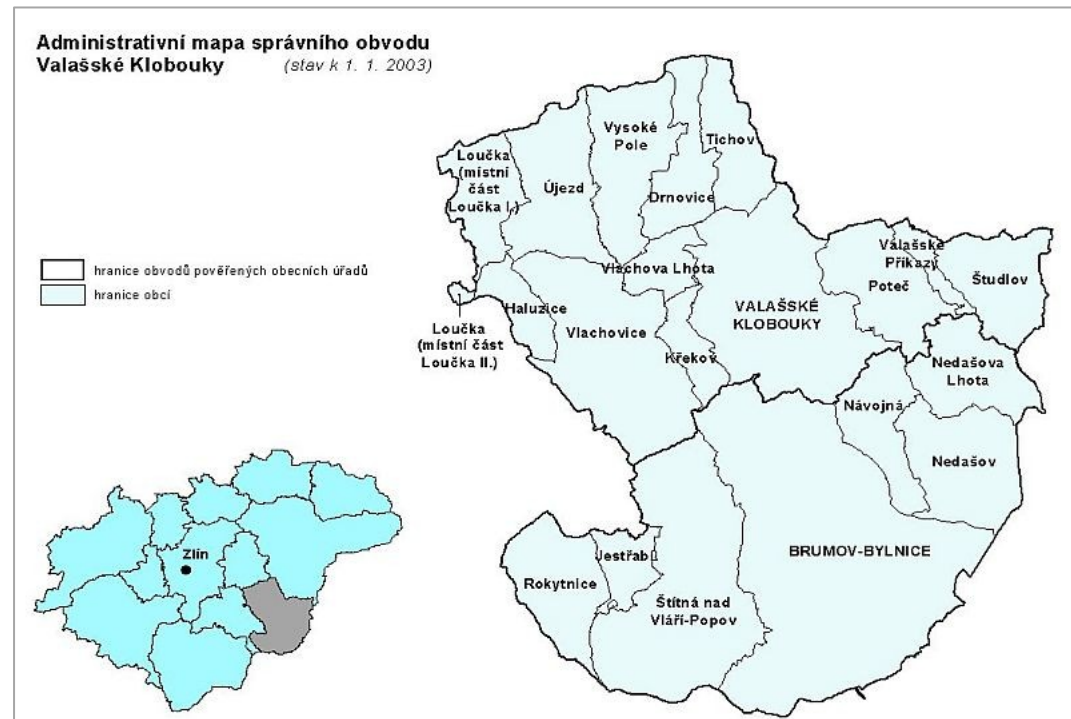 Administrativní mapa správního obvodu
Valašské Klobouky (stav k 1. 1. 2003)
Vysoké
Pole
Tichov
Loučka
(místní
část
Loučka I.)
Újezd
Drnovice
hranice obvodů pověřených obecních úřadů
hranice obcí
Vlachova Lhota
Valašské
Příkazy
Poteč
Študlov
Haluzice
Vlachovice
VALAŠSKÉ
KLOBOUKY
Loučka
(místní část
Loučka II.)
Křekov
Nedašova
Lhota
Návojná
Nedašov
Zlín
BRUMOV-BYLNICE
Jestřabí
Rokytnice
Štítná nad
Vláří-Popov